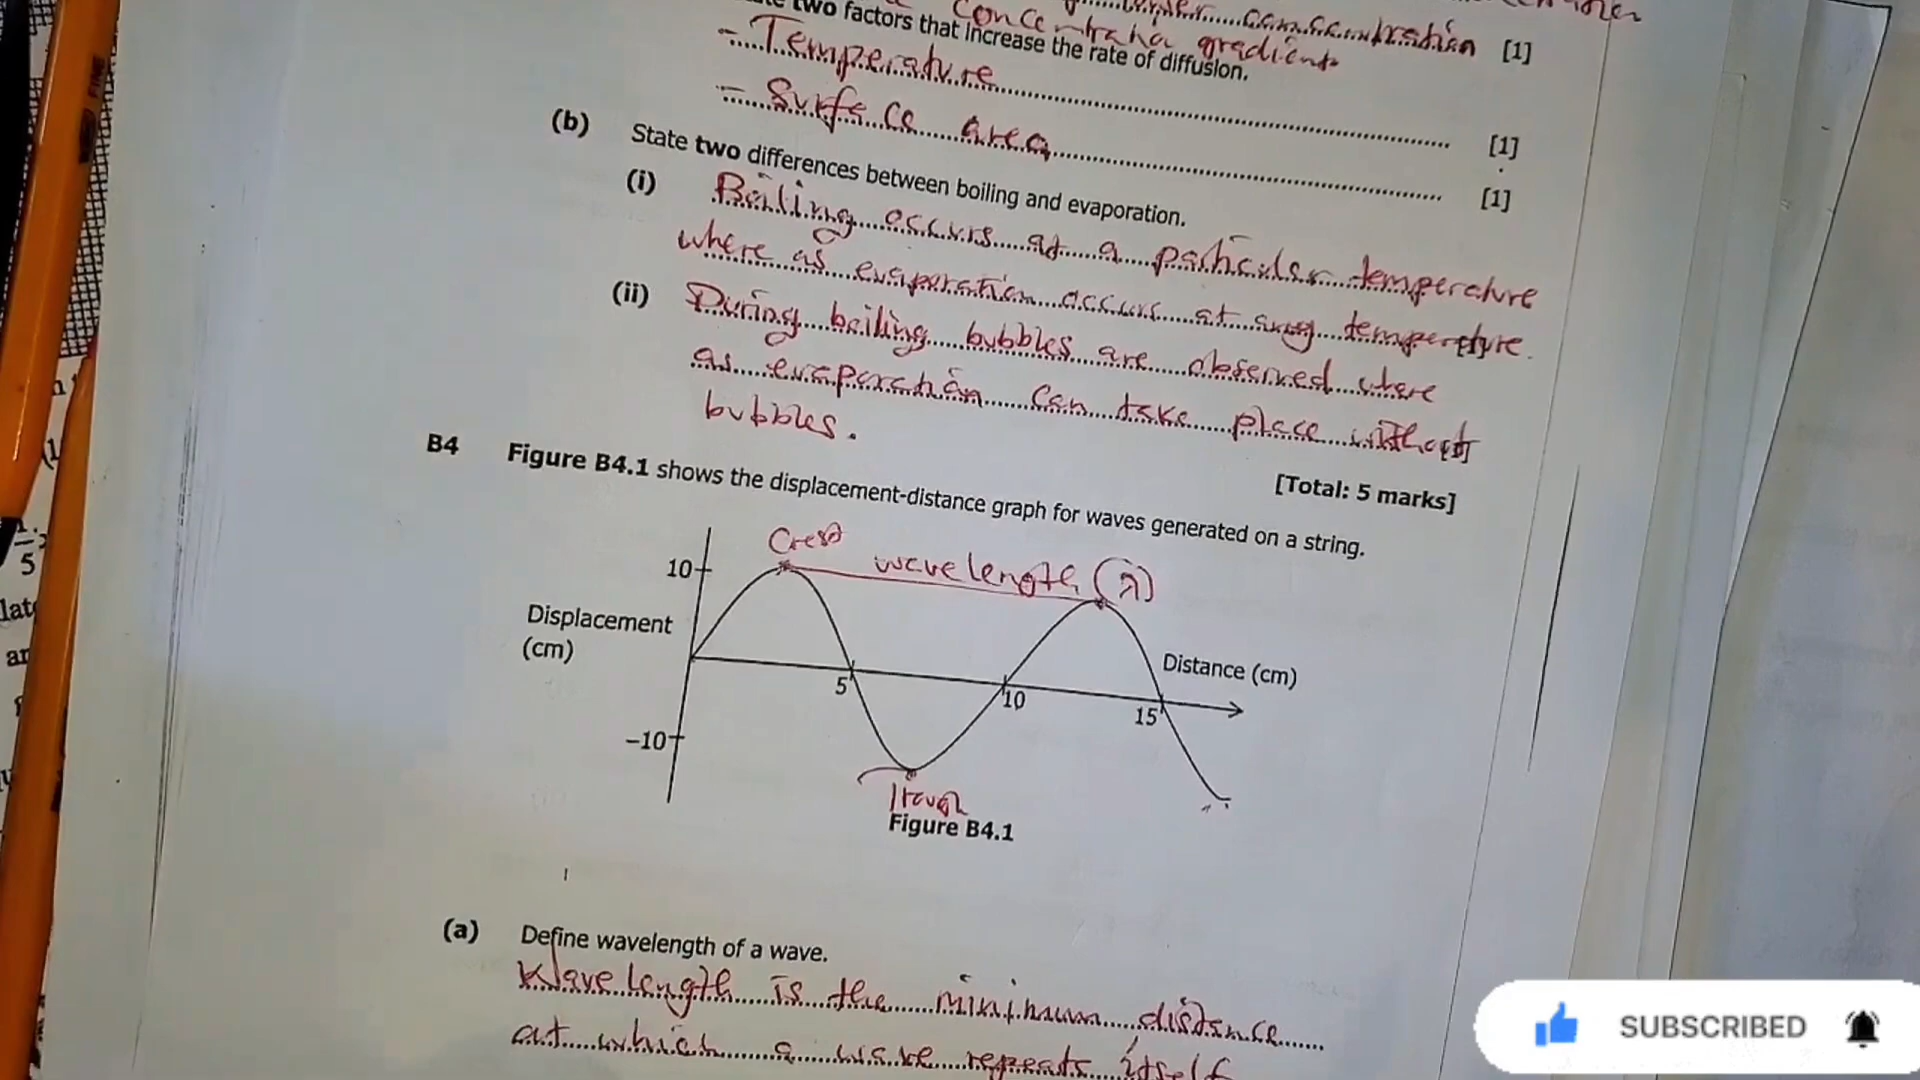 concentration [1]
Concentration gradient
two factors that increase the rate of diffusion.
- Temperature [1]
- Surface area [1]
(b) State two differences between boiling and evaporation.
(i) Boiling occurs at a particular temperature
where as evaporation occurs at any temperature.
(ii) During boiling bubbles are observed where
as evaporation can take place without
bubbles.
[Total: 5 marks]
B4 Figure B4.1 shows the displacement-distance graph for waves generated on a string.
Crest wavelength (λ)
10
Displacement
(cm)
Distance (cm)
5 10 15
-10
Trough
Figure B4.1
(a) Define wavelength of a wave.
Wavelength is the minimum distance
at which a wave repeats itself
SUBSCRIBED